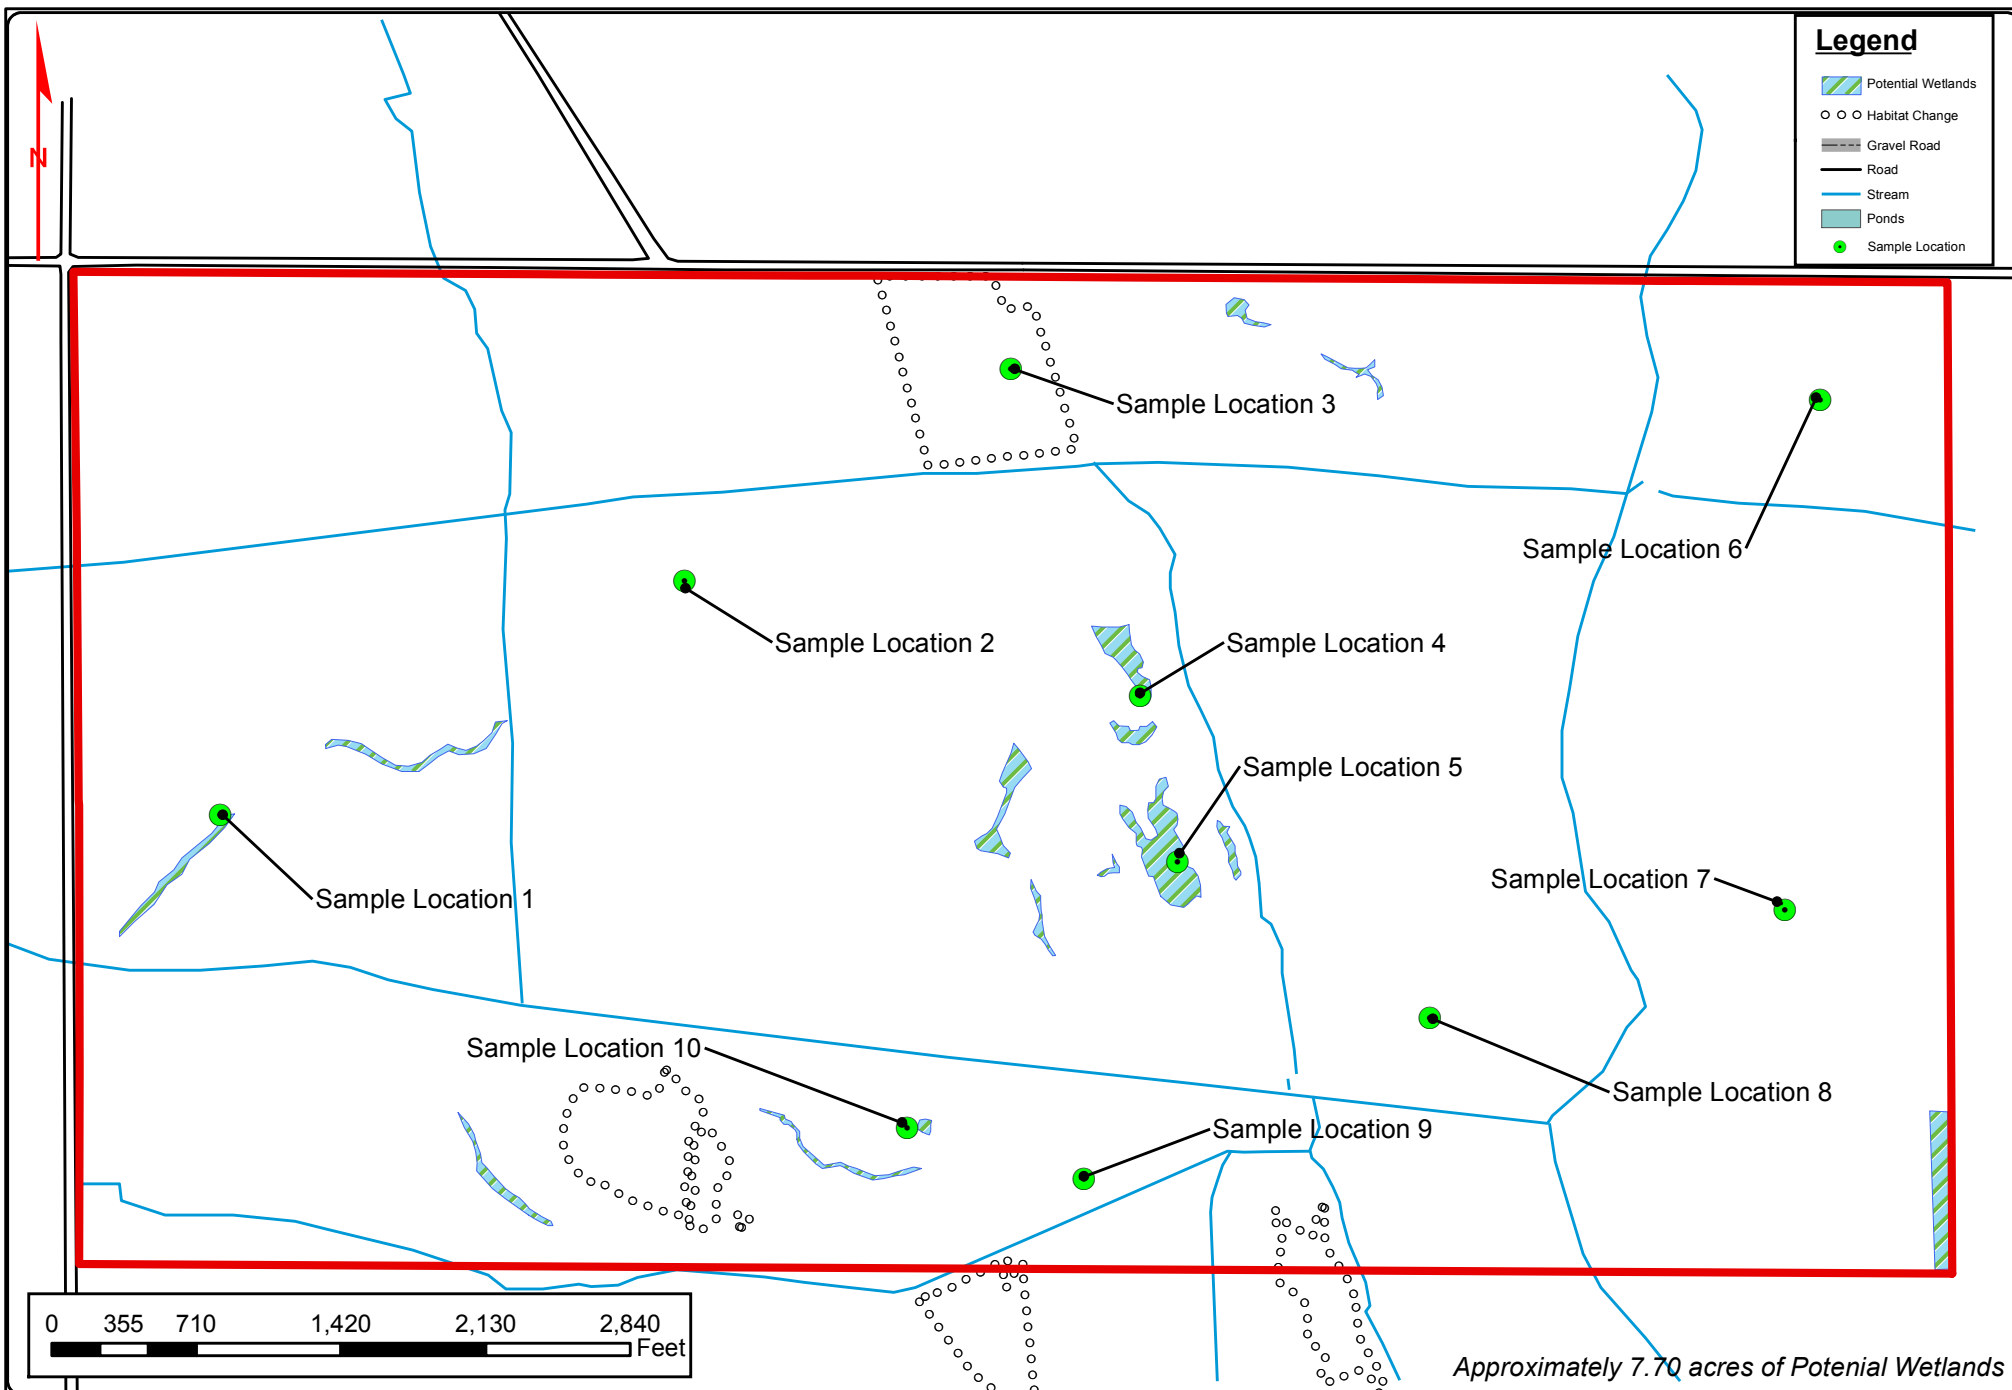 Legend
Potential Wetlands
Habitat Change
Gravel Road
Road
Stream
Ponds
Sample Location
N
Sample Location 3
Sample Location 6
Sample Location 2
Sample Location 4
Sample Location 5
Sample Location 1
Sample Location 7
Sample Location 10
Sample Location 8
Sample Location 9
0 355 710 1,420 2,130 2,840
Feet
Approximately 7.70 acres of Potenial Wetlands